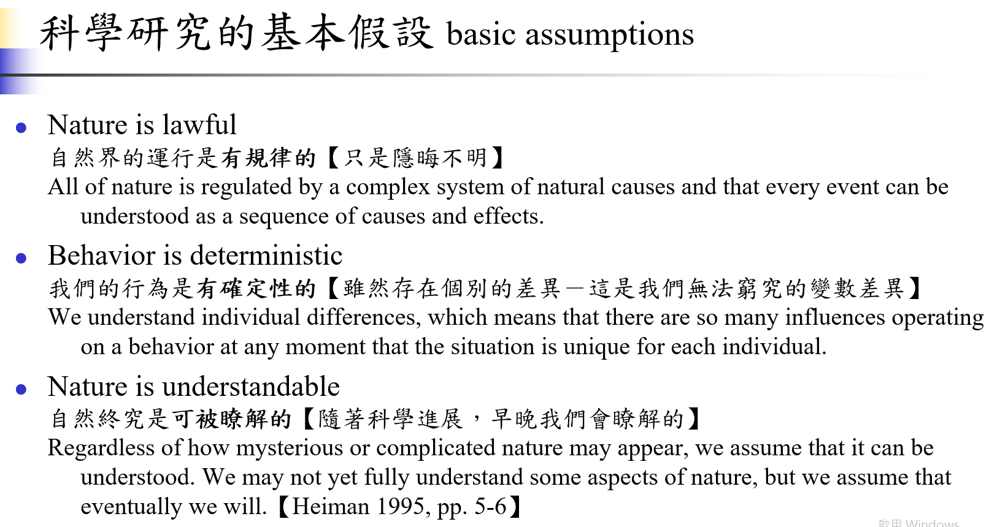 科學研究的基本假設 basic assumptions
Nature is lawful
自然界的運行是有規律的【只是隱晦不明】
All of nature is regulated by a complex system of natural causes and that every event can be
understood as a sequence of causes and effects.
Behavior is deterministic
我們的行為是有確定性的【雖然存在個別的差異－這是我們無法窮究的變數差異】
We understand individual differences, which means that there are so many influences operating
on a behavior at any moment that the situation is unique for each individual.
Nature is understandable
自然終究是可被瞭解的【隨著科學進展，早晚我們會瞭解的】
Regardless of how mysterious or complicated nature may appear, we assume that it can be
understood. We may not yet fully understand some aspects of nature, but we assume that
eventually we will.【Heiman 1995, pp. 5-6】
啟用 Windows